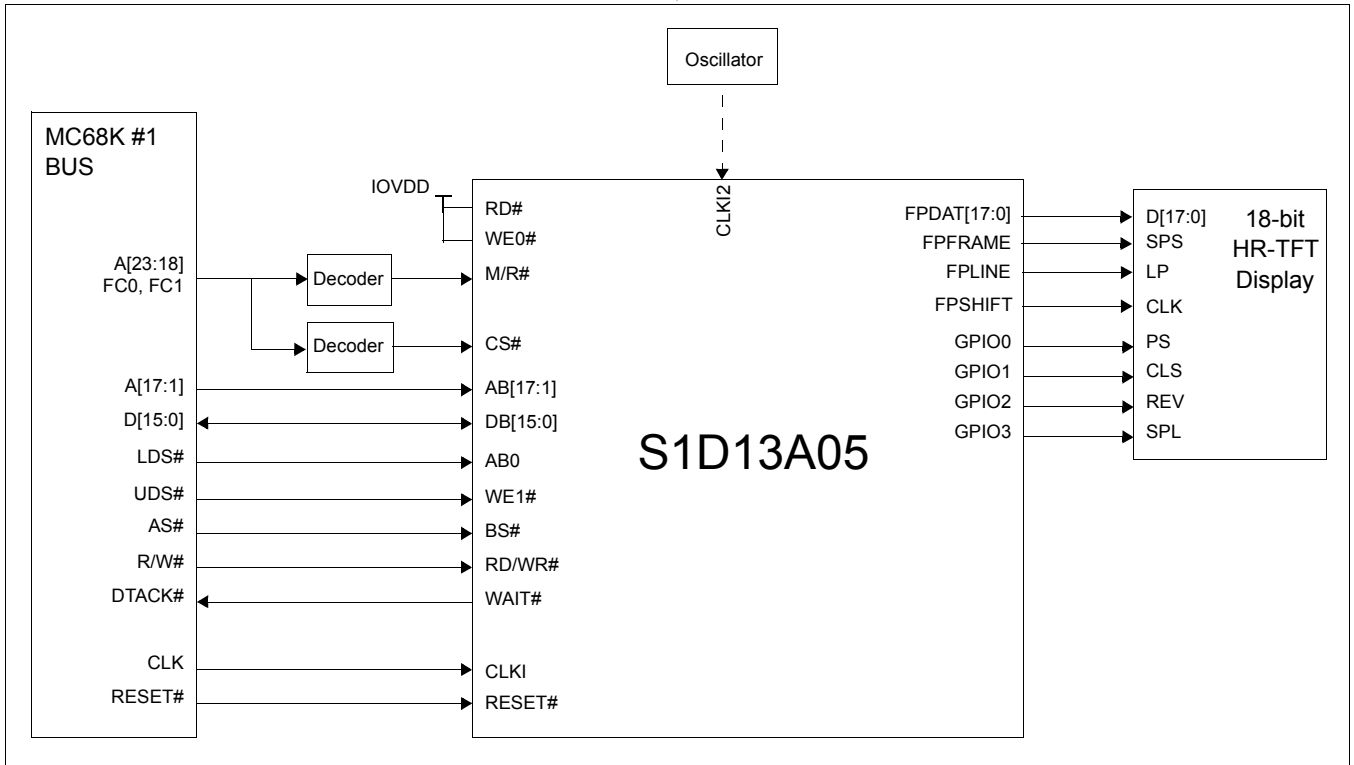 Oscillator
MC68K #1
BUS
A[23:18]
FC0, FC1
A[17:1]
D[15:0]
LDS#
UDS#
AS#
R/W#
DTACK#
CLK
RESET#
Decoder
Decoder
IOVDD
RD#
WE0#
M/R#
CS#
AB[17:1]
DB[15:0]
AB0
WE1#
BS#
RD/WR#
WAIT#
CLKI
RESET#
CLKI2
S1D13A05
FPDAT[17:0]
FPFRAME
FPLINE
FPSHIFT
GPIO0
GPIO1
GPIO2
GPIO3
D[17:0]
SPS
LP
CLK
PS
CLS
REV
SPL
18-bit
HR-TFT
Display